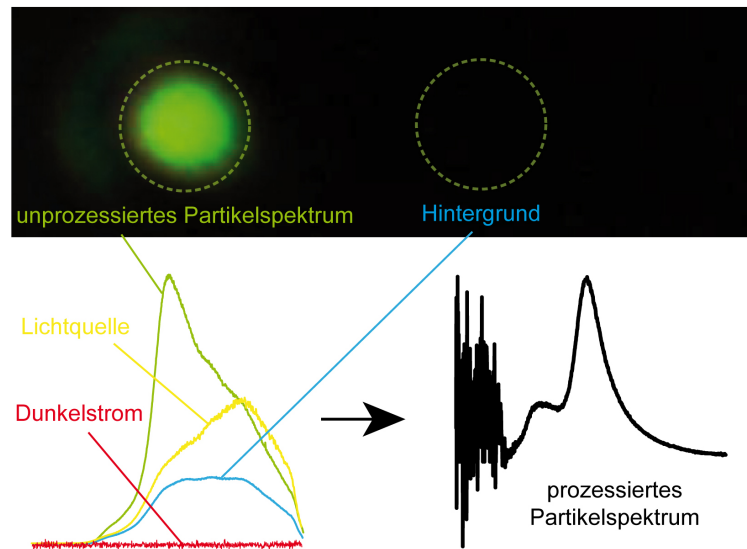 unprozessiertes Partikelspektrum
Hintergrund
Lichtquelle
Dunkelstrom
prozessiertes
Partikelspektrum